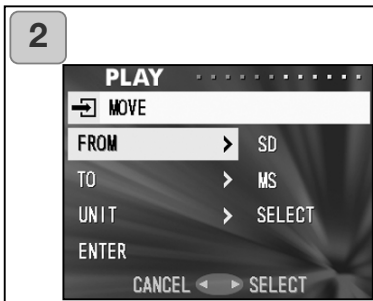 2
PLAY
MOVE
FROM > SD
TO > MS
UNIT > SELECT
ENTER
CANCEL ◄ ► SELECT